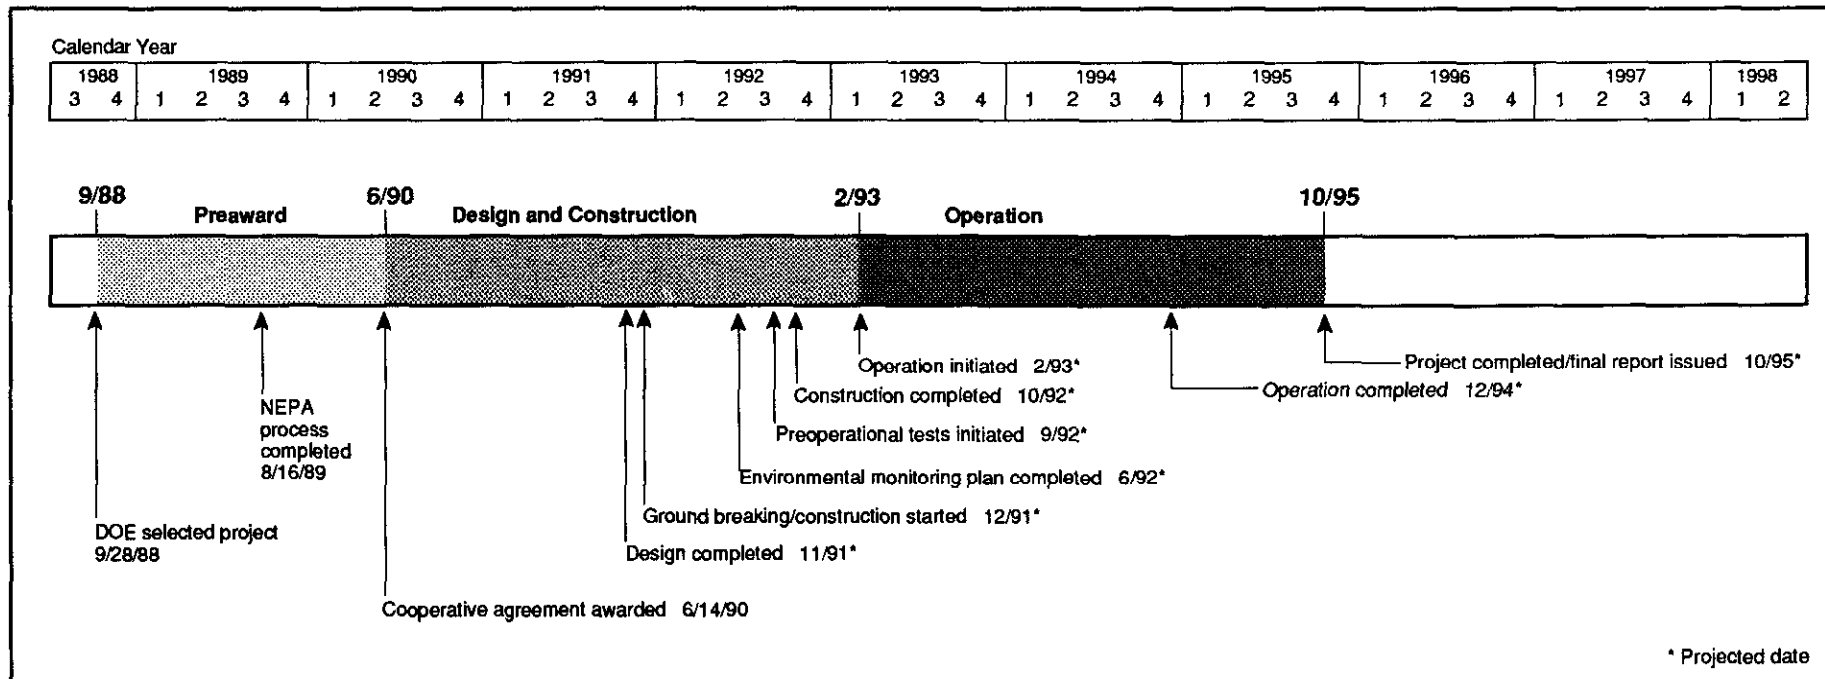 Calendar Year
1988 1989 1990 1991 1992 1993 1994 1995 1996 1997 1998
3 4 1 2 3 4 1 2 3 4 1 2 3 4 1 2 3 4 1 2 3 4 1 2 3 4 1 2 3 4 1 2 3 4 1 2 3 4 1 2
9/88 6/90 2/93 10/95
Preaward Design and Construction Operation
Operation initiated 2/93*
Project completed/final report issued 10/95*
Construction completed 10/92*
Operation completed 12/94*
NEPA
process
completed
8/16/89
Preoperational tests initiated 9/92*
Environmental monitoring plan completed 6/92*
Ground breaking/construction started 12/91*
DOE selected project
9/28/88
Design completed 11/91*
Cooperative agreement awarded 6/14/90
* Projected date